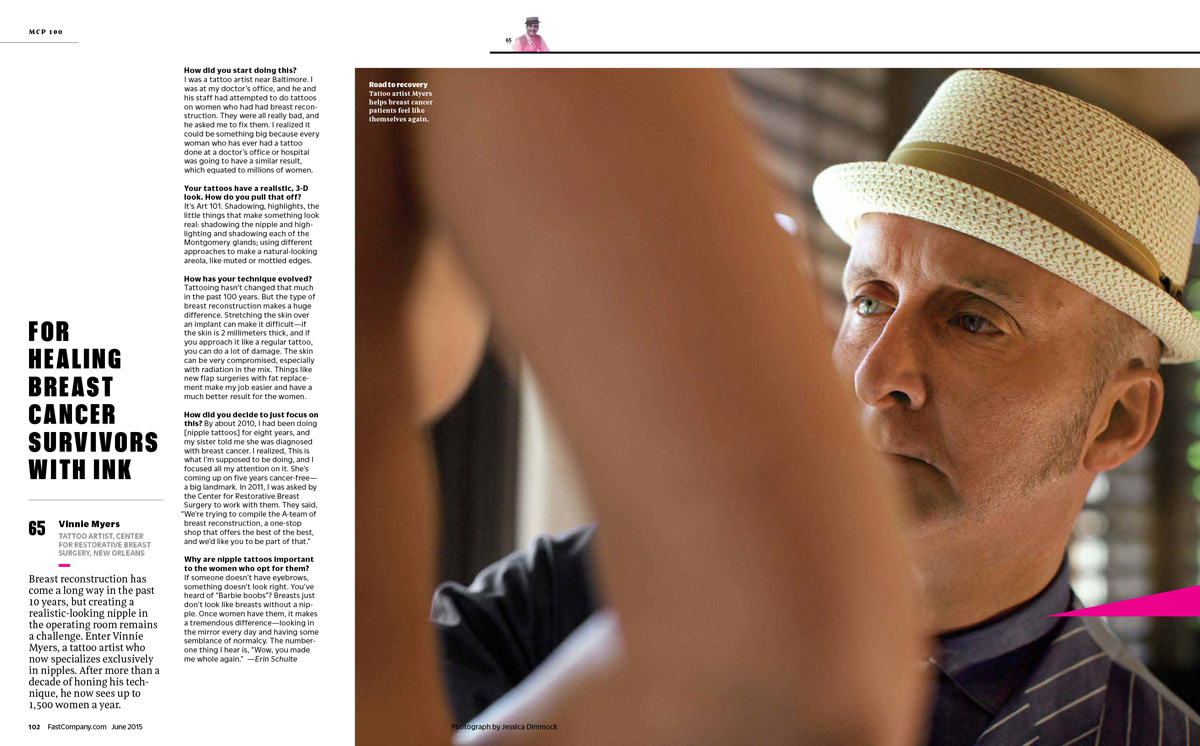 MCP 100
65
FOR
HEALING
BREAST
CANCER
SURVIVORS
WITH INK
65
Vinnie Myers
TATTOO ARTIST, CENTER
FOR RESTORATIVE BREAST
SURGERY, NEW ORLEANS
Breast reconstruction has
come a long way in the past
10 years, but creating a
realistic-looking nipple in
the operating room remains
a challenge. Enter Vinnie
Myers, a tattoo artist who
now specializes exclusively
in nipples. After more than a
decade of honing his tech-
nique, he now sees up to
1,500 women a year.
How did you start doing this?
I was a tattoo artist near Baltimore. I
was at my doctor's office, and he and
his staff had attempted to do tattoos
on women who had had breast recon-
struction. They were all really bad, and
he asked me to fix them. I realized it
could be something big because every
woman who has ever had a tattoo
done at a doctor's office or hospital
was going to have a similar result,
which equated to millions of women.
Your tattoos have a realistic, 3-D
look. How do you pull that off?
It's Art 101. Shadowing, highlights, the
little things that make something look
real: shadowing the nipple and high-
lighting and shadowing each of the
Montgomery glands; using different
approaches to make a natural-looking
areola, like muted or mottled edges.
How has your technique evolved?
Tattooing hasn't changed that much
in the past 100 years. But the type of
breast reconstruction makes a huge
difference. Stretching the skin over
an implant can make it difficult—if
the skin is 2 millimeters thick, and if
you approach it like a regular tattoo,
you can do a lot of damage. The skin
can be very compromised, especially
with radiation in the mix. Things like
new flap surgeries with fat replace-
ment make my job easier and have a
much better result for the women.
How did you decide to just focus on
this? By about 2010, I had been doing
[nipple tattoos] for eight years, and
my sister told me she was diagnosed
with breast cancer. I realized, This is
what I'm supposed to be doing, and I
focused all my attention on it. She's
coming up on five years cancer-free—
a big landmark. In 2011, I was asked by
the Center for Restorative Breast
Surgery to work with them. They said,
"We're trying to compile the A-team of
breast reconstruction, a one-stop
shop that offers the best of the best,
and we'd like you to be part of that."
Why are nipple tattoos important
to the women who opt for them?
If someone doesn't have eyebrows,
something doesn't look right. You've
heard of "Barbie boobs"? Breasts just
don't look like breasts without a nip-
ple. Once women have them, it makes
a tremendous difference—looking in
the mirror every day and having some
semblance of normalcy. The number-
one thing I hear is, "Wow, you made
me whole again." —Erin Schulte
Road to recovery
Tattoo artist Myers
helps breast cancer
patients feel like
themselves again.
102 FastCompany.com June 2015
Photograph by Jessica Dimmock